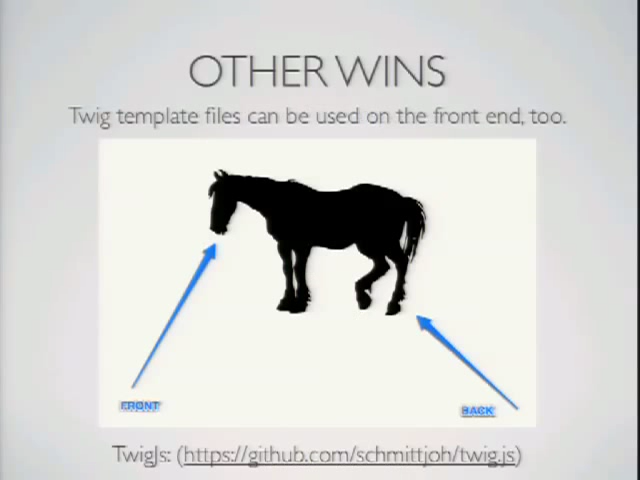 OTHER WINS
Twig template files can be used on the front end, too.
FRONT
BACK
TwigJs: (https://github.com/schmittjoh/twig.js)